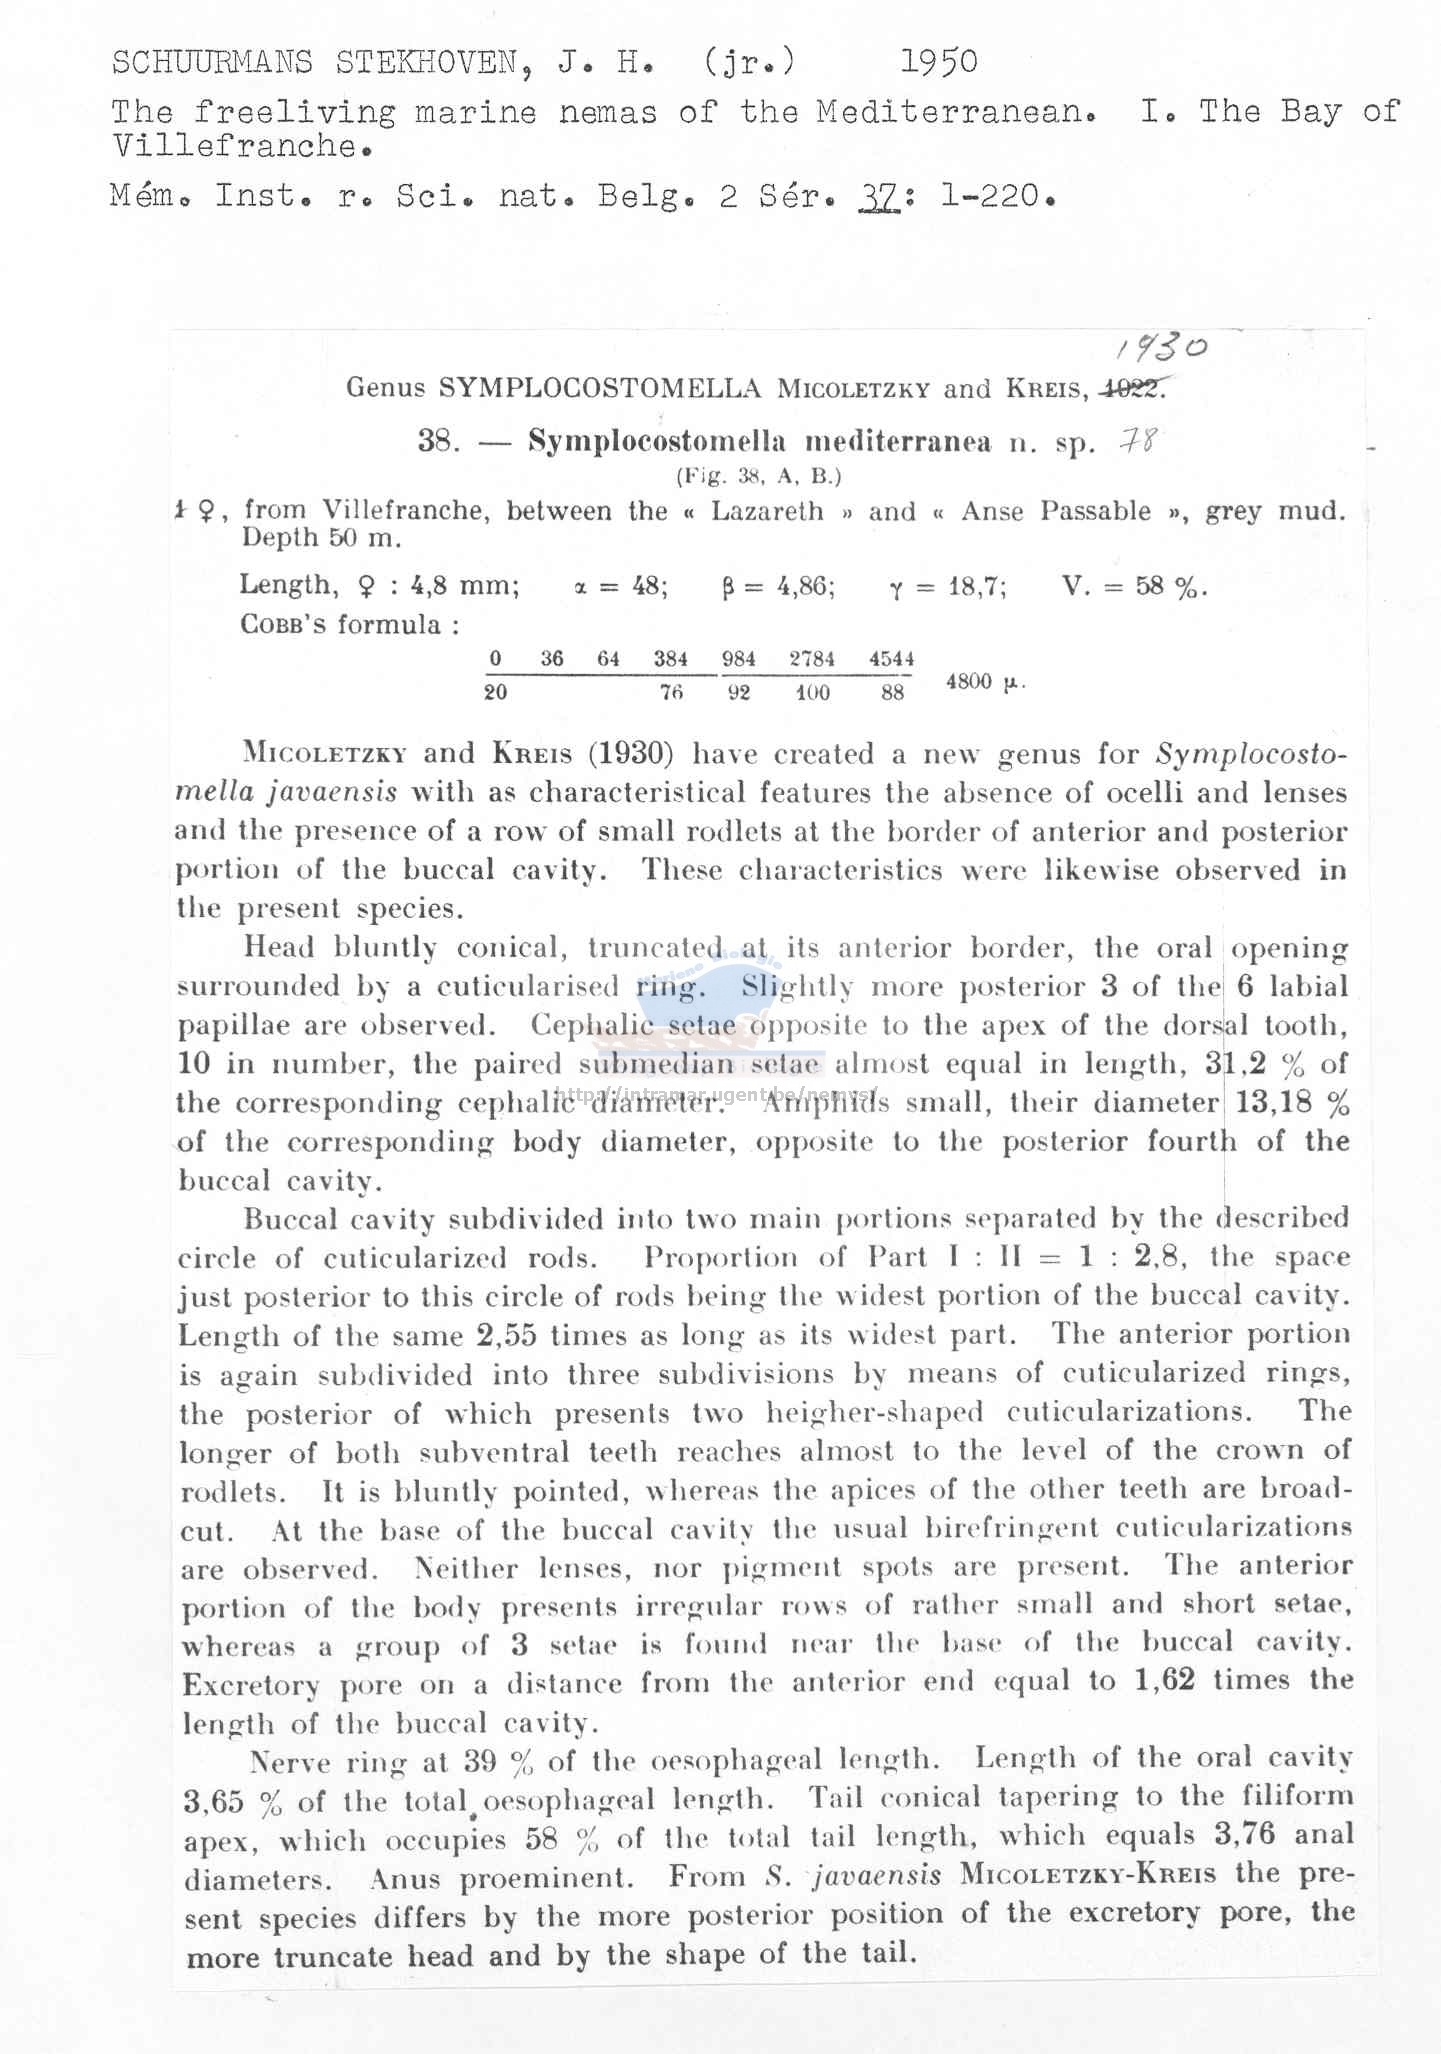 SCHUURMANS STEKHOVEN, J. H. (jr.) 1950
The freeliving marine nemas of the Mediterranean. I. The Bay of
Villefranche.
Mém. Inst. r. Sci. nat. Belg. 2 Sér. 37: 1-220.
1930
Genus SYMPLOCOSTOMELLA MICOLETZKY and KREIS, 1922.
38. — Symplocostomella mediterranea n. sp. 78
(Fig. 38, A, B.)
1 ♀, from Villefranche, between the « Lazareth » and « Anse Passable », grey mud.
Depth 50 m.
Length, ♀ : 4,8 mm; α = 48; β = 4,86; γ = 18,7; V. = 58 %.
COBB'S formula :
0 36 64 384 984 2784 4544
20 76 92 100 88 4800 μ.
MICOLETZKY and KREIS (1930) have created a new genus for Symplocosto-
mella javaensis with as characteristical features the absence of ocelli and lenses
and the presence of a row of small rodlets at the border of anterior and posterior
portion of the buccal cavity. These characteristics were likewise observed in
the present species.
Head bluntly conical, truncated at its anterior border, the oral opening
surrounded by a cuticularised ring. Slightly more posterior 3 of the 6 labial
papillae are observed. Cephalic setae opposite to the apex of the dorsal tooth,
10 in number, the paired submedian setae almost equal in length, 31,2 % of
http://intramar.ugent.be/nemys/
the corresponding cephalic diameter. Amphids small, their diameter 13,18 %
of the corresponding body diameter, opposite to the posterior fourth of the
buccal cavity.
Buccal cavity subdivided into two main portions separated by the described
circle of cuticularized rods. Proportion of Part I : II = 1 : 2,8, the space
just posterior to this circle of rods being the widest portion of the buccal cavity.
Length of the same 2,55 times as long as its widest part. The anterior portion
is again subdivided into three subdivisions by means of cuticularized rings,
the posterior of which presents two heigher-shaped cuticularizations. The
longer of both subventral teeth reaches almost to the level of the crown of
rodlets. It is bluntly pointed, whereas the apices of the other teeth are broad-
cut. At the base of the buccal cavity the usual birefringent cuticularizations
are observed. Neither lenses, nor pigment spots are present. The anterior
portion of the body presents irregular rows of rather small and short setae,
whereas a group of 3 setae is found near the base of the buccal cavity.
Excretory pore on a distance from the anterior end equal to 1,62 times the
length of the buccal cavity.
Nerve ring at 39 % of the oesophageal length. Length of the oral cavity
3,65 % of the total oesophageal length. Tail conical tapering to the filiform
apex, which occupies 58 % of the total tail length, which equals 3,76 anal
diameters. Anus proeminent. From S. javaensis MICOLETZKY-KREIS the pre-
sent species differs by the more posterior position of the excretory pore, the
more truncate head and by the shape of the tail.